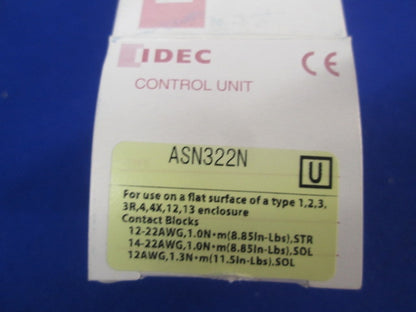 IDEC
CE
CONTROL UNIT
ASN322N
U
For use on a flat surface of a type 1,2,3,
3R,4,4X,12,13 enclosure
Contact Blocks
12-22AWG,1.0N·m(8.85In-Lbs),STR
14-22AWG,1.0N·m(8.85In-Lbs),SOL
12AWG,1.3N·m(11.5In-Lbs).SOL